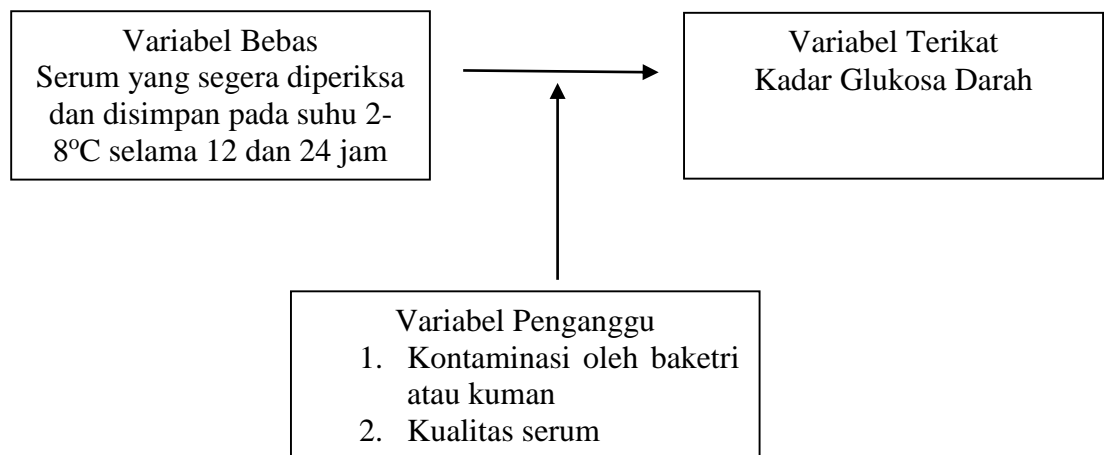 Variabel Bebas
Serum yang segera diperiksa
dan disimpan pada suhu 2-
8°C selama 12 dan 24 jam
Variabel Terikat
Kadar Glukosa Darah
Variabel Penganggu
1. Kontaminasi oleh baketri
atau kuman
2. Kualitas serum